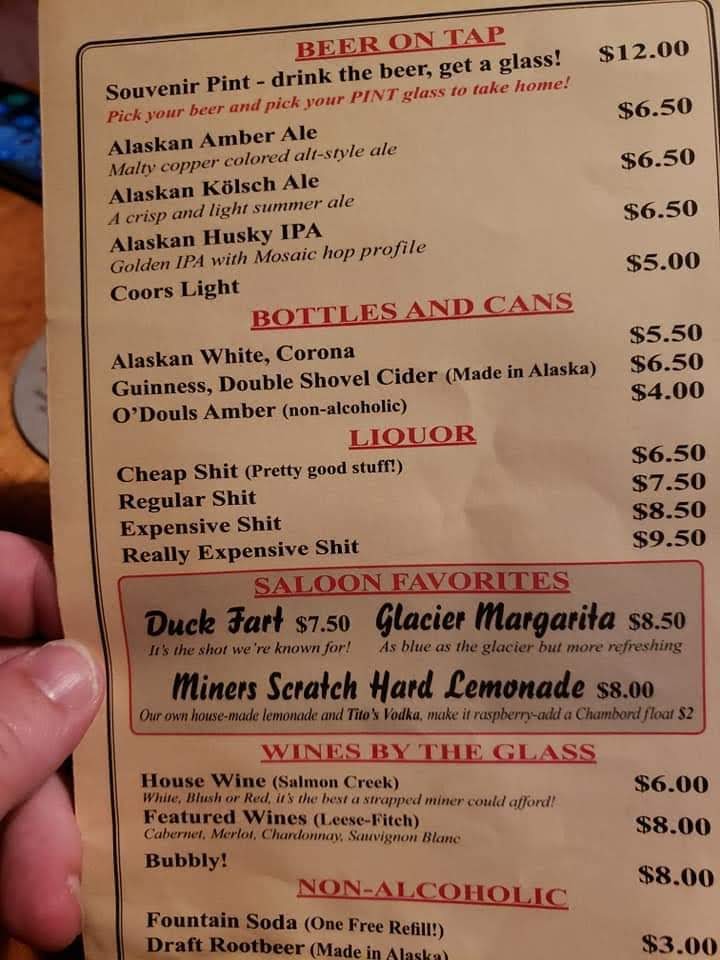 BEER ON TAP
Souvenir Pint - drink the beer, get a glass! $12.00
Pick your beer and pick your PINT glass to take home!
Alaskan Amber Ale $6.50
Malty copper colored alt-style ale
Alaskan Kölsch Ale $6.50
A crisp and light summer ale
Alaskan Husky IPA $6.50
Golden IPA with Mosaic hop profile
Coors Light $5.00
BOTTLES AND CANS
Alaskan White, Corona $5.50
Guinness, Double Shovel Cider (Made in Alaska) $6.50
O'Douls Amber (non-alcoholic) $4.00
LIQUOR
Cheap Shit (Pretty good stuff!) $6.50
Regular Shit $7.50
Expensive Shit $8.50
Really Expensive Shit $9.50
SALOON FAVORITES
Duck Fart $7.50 Glacier Margarita $8.50
It's the shot we're known for! As blue as the glacier but more refreshing
Miners Scratch Hard Lemonade $8.00
Our own house-made lemonade and Tito's Vodka, make it raspberry-add a Chambord float $2
WINES BY THE GLASS
House Wine (Salmon Creek) $6.00
White, Blush or Red, it's the best a strapped miner could afford!
Featured Wines (Leese-Fitch) $8.00
Cabernet, Merlot, Chardonnay, Sauvignon Blanc
Bubbly! $8.00
NON-ALCOHOLIC
Fountain Soda (One Free Refill!) $3.00
Draft Rootbeer (Made in Alaska)